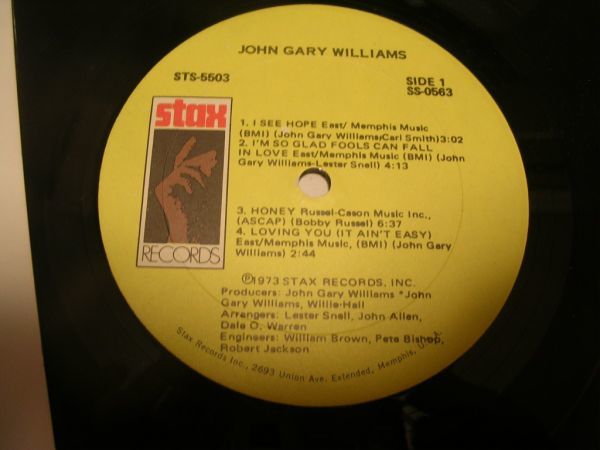 JOHN GARY WILLIAMS
STS-5503
SIDE 1
SS-0563
stax
RECORDS
1. I SEE HOPE East/ Memphis Music
(BMI) (John Gary Williams,Carl Smith)3:02
2. I'M SO GLAD FOOLS CAN FALL
IN LOVE East/Memphis Music (BMI) (John
Gary Williams-Lester Snell) 4:13
3. HONEY Russel-Cason Music Inc.,
(ASCAP) (Bobby Russel) 6:37
4. LOVING YOU (IT AIN'T EASY)
East/Memphis Music, (BMI) (John Gary
Williams) 2:44
Ⓟ1973 STAX RECORDS, INC.
Producers: John Gary Williams *John
Gary Williams, Willie-Hall
Arrangers: Lester Snell, John Allen,
Dale O. Warren
Engineers: William Brown, Pete Bishop,
Robert Jackson
Stax Records Inc., 2693 Union Ave. Extended, Memphis, U.S.A.